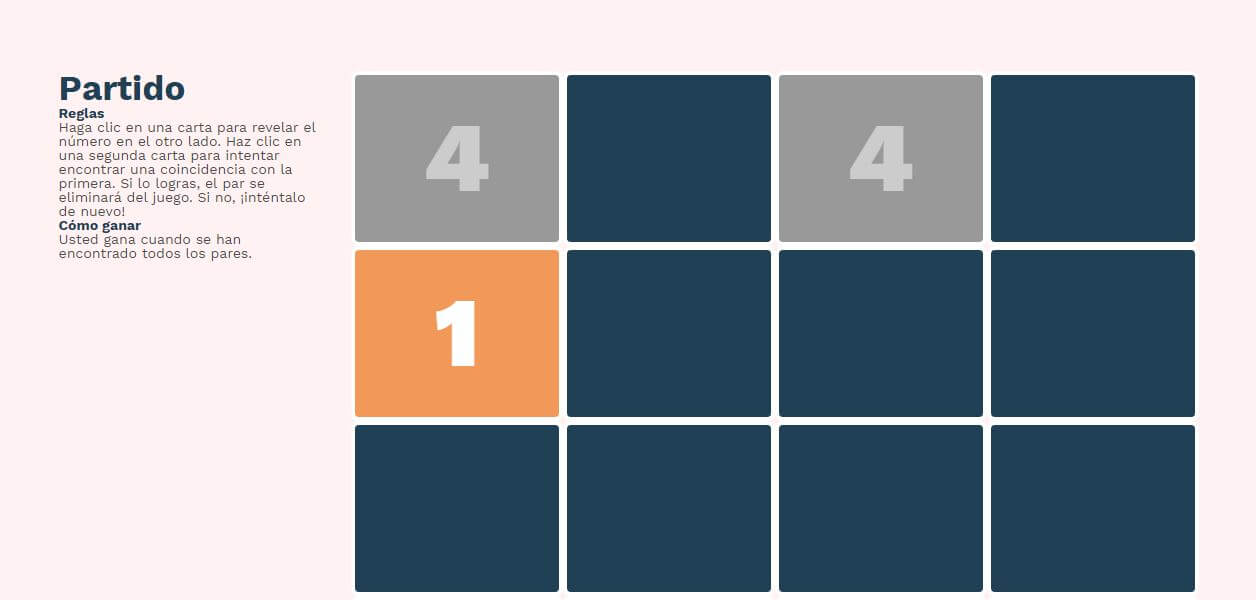 Partido
Reglas
Haga clic en una carta para revelar el
número en el otro lado. Haz clic en
una segunda carta para intentar
encontrar una coincidencia con la
primera. Si lo logras, el par se
eliminará del juego. Si no, ¡inténtalo
de nuevo!
Cómo ganar
Usted gana cuando se han
encontrado todos los pares.
4 4
1